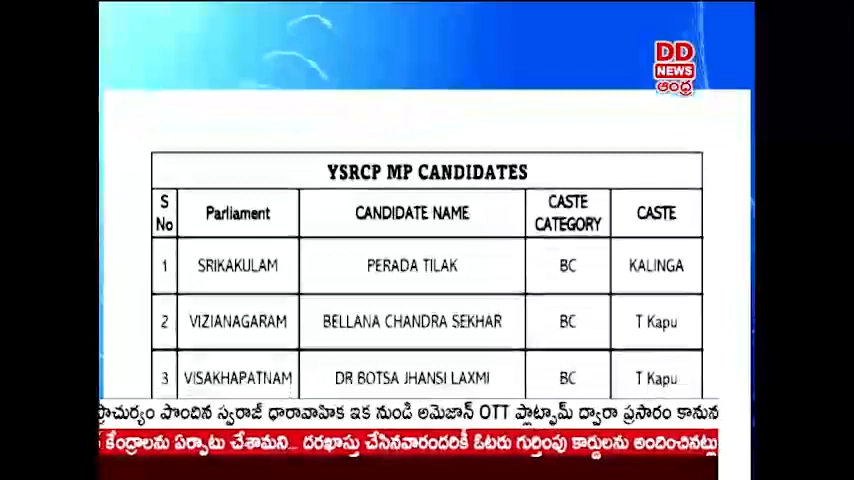 DD
NEWS
ఆంధ్ర
YSRCP MP CANDIDATES
S No Parliament CANDIDATE NAME CASTE CATEGORY CASTE
1 SRIKAKULAM PERADA TILAK BC KALINGA
2 VIZIANAGARAM BELLANA CHANDRA SEKHAR BC T Kapu
3 VISAKHAPATNAM DR BOTSA JHANSI LAXMI BC T Kapu
ప్రాచుర్యం పొందిన స్వరాజ్ ధారావాహిక ఇక నుండి అమెజాన్ OTT ప్లాట్ఫామ్ ద్వారా ప్రసారం కానున
కేంద్రాలను ఏర్పాటు చేశామని... దరఖాస్తు చేసినవారందరికీ ఓటరు గుర్తింపు కార్డులను అందించినట్లు